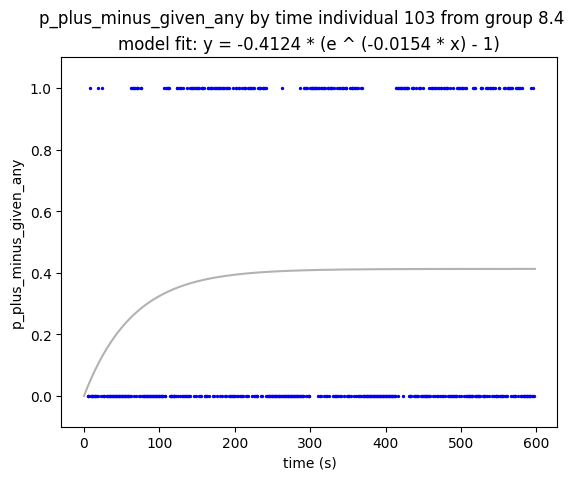 p_plus_minus_given_any by time individual 103 from group 8.4
model fit: y = -0.4124 * (e ^ (-0.0154 * x) - 1)
1.0
0.8
0.6
0.4
0.2
0.0
p_plus_minus_given_any
0 100 200 300 400 500 600
time (s)